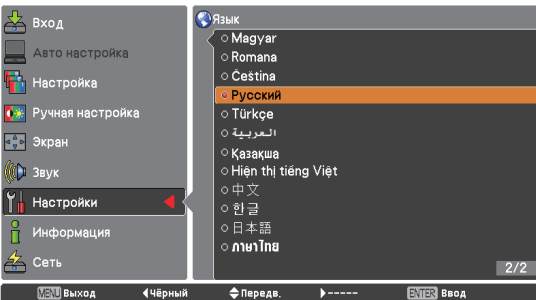 Вход
Авто настройка
Настройка
Ручная настройка
Экран
Звук
Настройки
Информация
Сеть
Язык
Magyar
Romana
Čeština
Русский
Türkçe
العربية
Қазақша
Hiện thị tiếng Việt
中文
한글
日本語
ภาษาไทย
2/2
MENU Выход Чёрный Передв. ----- ENTER Ввод